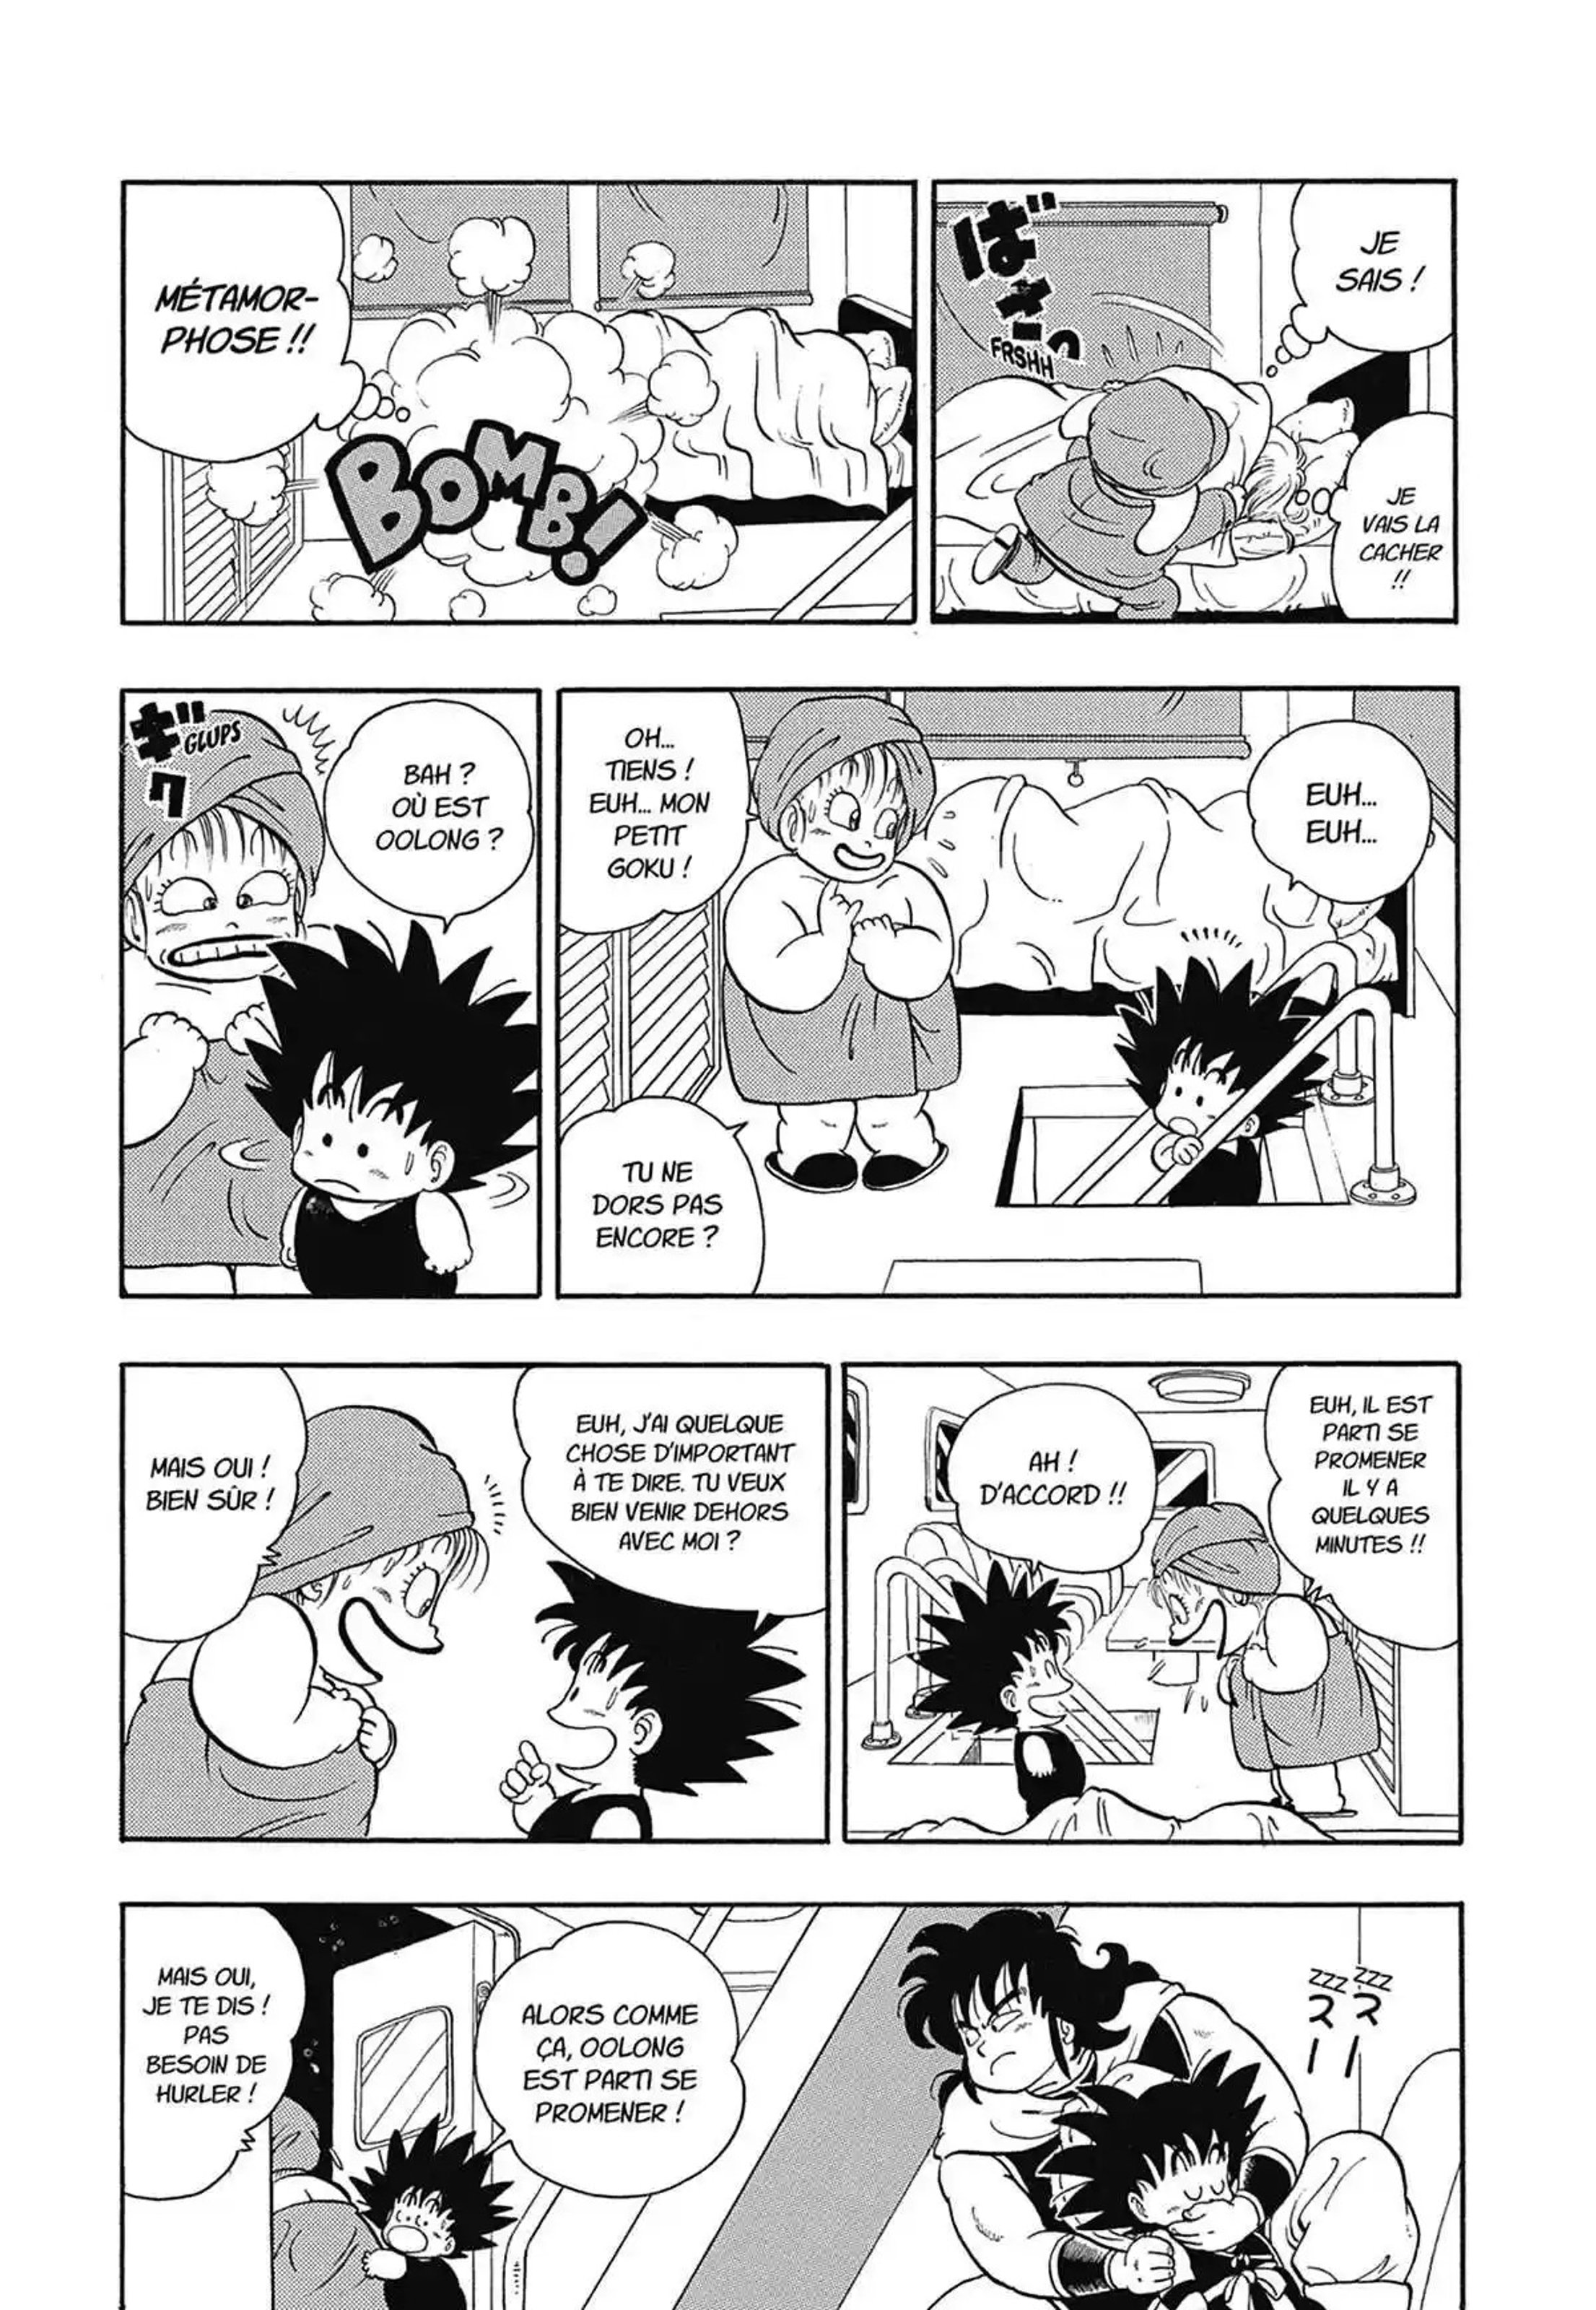 JE
SAIS !
JE
VAIS LA
CACHER
!!
ばさっ
FRSHH
MÉTAMOR-
PHOSE !!
BOMB!
EUH...
EUH...
OH...
TIENS !
EUH... MON
PETIT
GOKU !
TU NE
DORS PAS
ENCORE ?
BAH ?
OÙ EST
OOLONG ?
ギク
GLUPS
EUH, IL EST
PARTI SE
PROMENER
IL Y A
QUELQUES
MINUTES !!
AH !
D'ACCORD !!
EUH, J'AI QUELQUE
CHOSE D'IMPORTANT
À TE DIRE. TU VEUX
BIEN VENIR DEHORS
AVEC MOI ?
MAIS OUI !
BIEN SÛR !
ZZZ ZZZ
スー
スー
ALORS COMME
ÇA, OOLONG
EST PARTI SE
PROMENER !
MAIS OUI,
JE TE DIS !
PAS
BESOIN DE
HURLER !